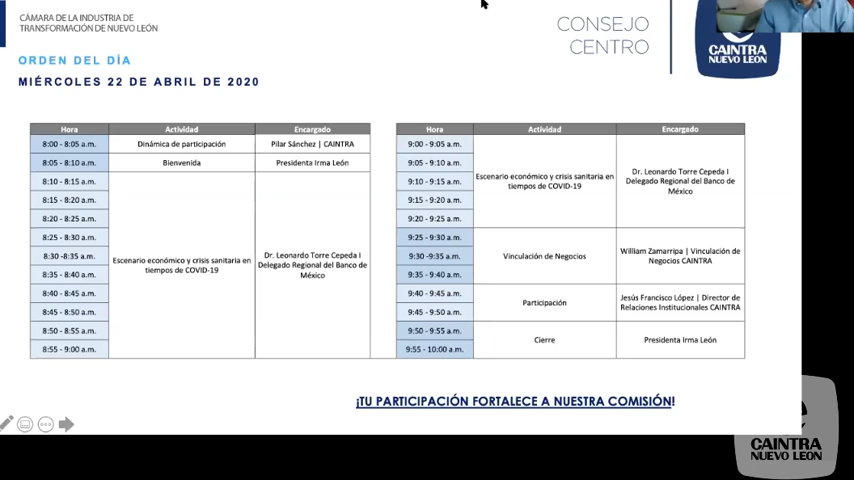 CÁMARA DE LA INDUSTRIA DE
TRANSFORMACIÓN DE NUEVO LEÓN
CONSEJO
CENTRO
CAINTRA
NUEVO LEÓN
ORDEN DEL DÍA
MIÉRCOLES 22 DE ABRIL DE 2020
Hora Actividad Encargado
8:00 - 8:05 a.m. Dinámica de participación Pilar Sánchez | CAINTRA
8:05 - 8:10 a.m. Bienvenida Presidenta Irma León
8:10 - 8:15 a.m.
8:15 - 8:20 a.m.
8:20 - 8:25 a.m.
8:25 - 8:30 a.m.
8:30 -8:35 a.m.
8:35 - 8:40 a.m.
8:40 - 8:45 a.m.
8:45 - 8:50 a.m.
8:50 - 8:55 a.m.
8:55 - 9:00 a.m.
Escenario económico y crisis sanitaria en
tiempos de COVID-19
Dr. Leonardo Torre Cepeda I
Delegado Regional del Banco de
México
Hora Actividad Encargado
9:00 - 9:05 a.m.
9:05 - 9:10 a.m.
9:10 - 9:15 a.m.
9:15 - 9:20 a.m.
9:20 - 9:25 a.m.
Escenario económico y crisis sanitaria en
tiempos de COVID-19
Dr. Leonardo Torre Cepeda I
Delegado Regional del Banco de
México
9:25 - 9:30 a.m.
9:30 -9:35 a.m.
9:35 - 9:40 a.m.
Vinculación de Negocios
William Zamarripa | Vinculación de
Negocios CAINTRA
9:40 - 9:45 a.m.
9:45 - 9:50 a.m.
Participación
Jesús Francisco López | Director de
Relaciones Institucionales CAINTRA
9:50 - 9:55 a.m.
9:55 - 10:00 a.m.
Cierre
Presidenta Irma León
¡TU PARTICIPACIÓN FORTALECE A NUESTRA COMISIÓN!
CAINTRA
NUEVO LEÓN